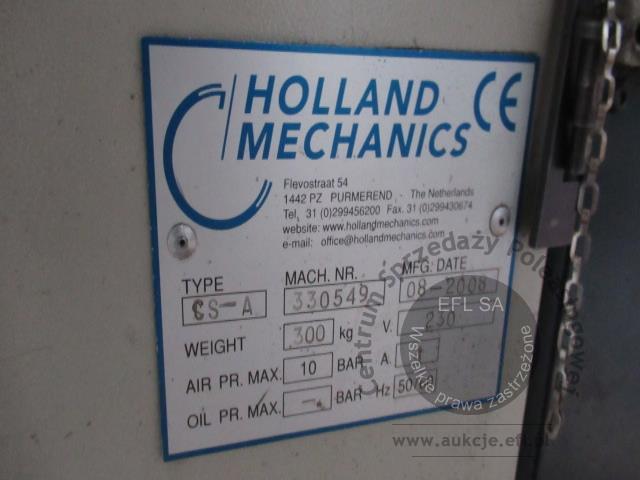 HOLLAND
MECHANICS
CE
Flevostraat 54
1442 PZ PURMEREND - The Netherlands
Tel. 31 (0)299456200 Fax. 31 (0)299430674
website: www.hollandmechanics.com
e-mail: office@hollandmechanics.com
TYPE MACH. NR. MFG. DATE
CS-A 330549 08-2008
WEIGHT 300 kg V. 230
AIR PR. MAX. 10 BAR A.
OIL PR. MAX. -. BAR Hz 50/60
Centrum Sprzedaży
EFL SA
Wszelkie prawa zastrzeżone
www.aukcje.efl.pl